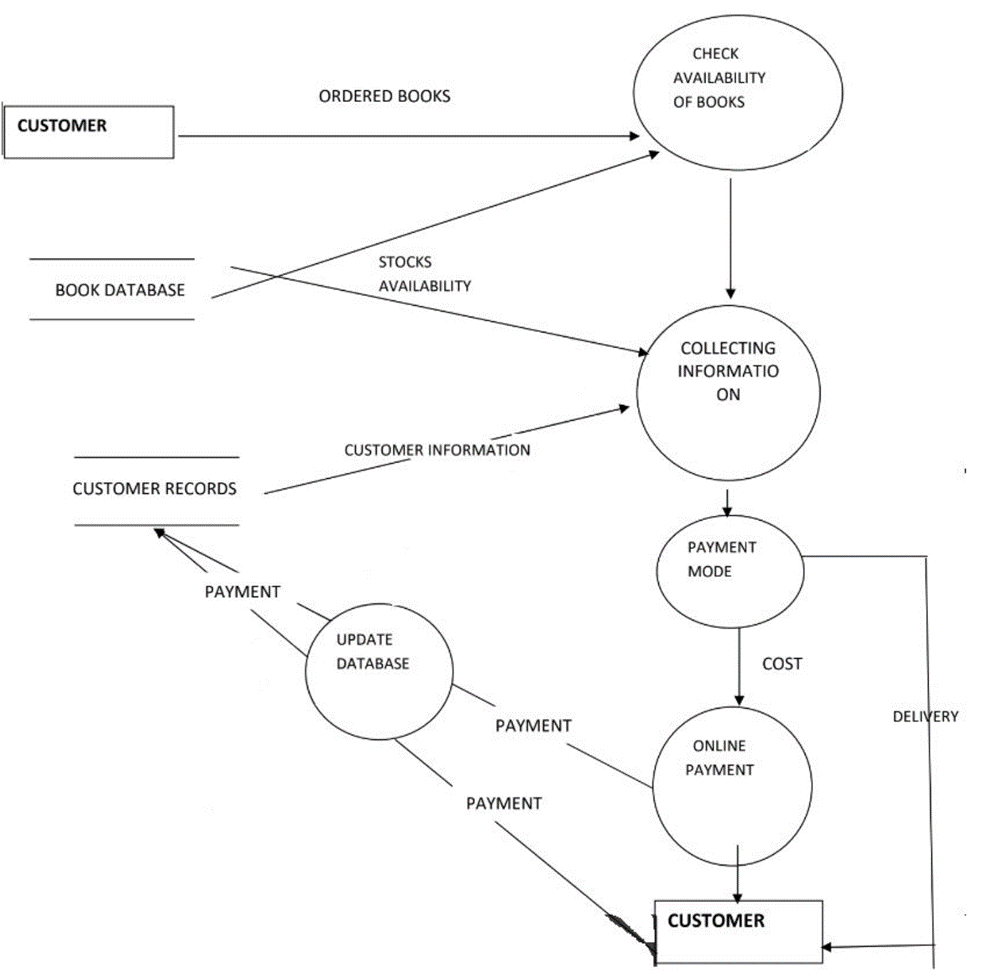 CHECK
AVAILABILITY
OF BOOKS
ORDERED BOOKS
CUSTOMER
STOCKS
AVAILABILITY
BOOK DATABASE
COLLECTING
INFORMATIO
ON
CUSTOMER INFORMATION
CUSTOMER RECORDS
PAYMENT
MODE
PAYMENT
UPDATE
DATABASE
COST
DELIVERY
PAYMENT
ONLINE
PAYMENT
PAYMENT
CUSTOMER